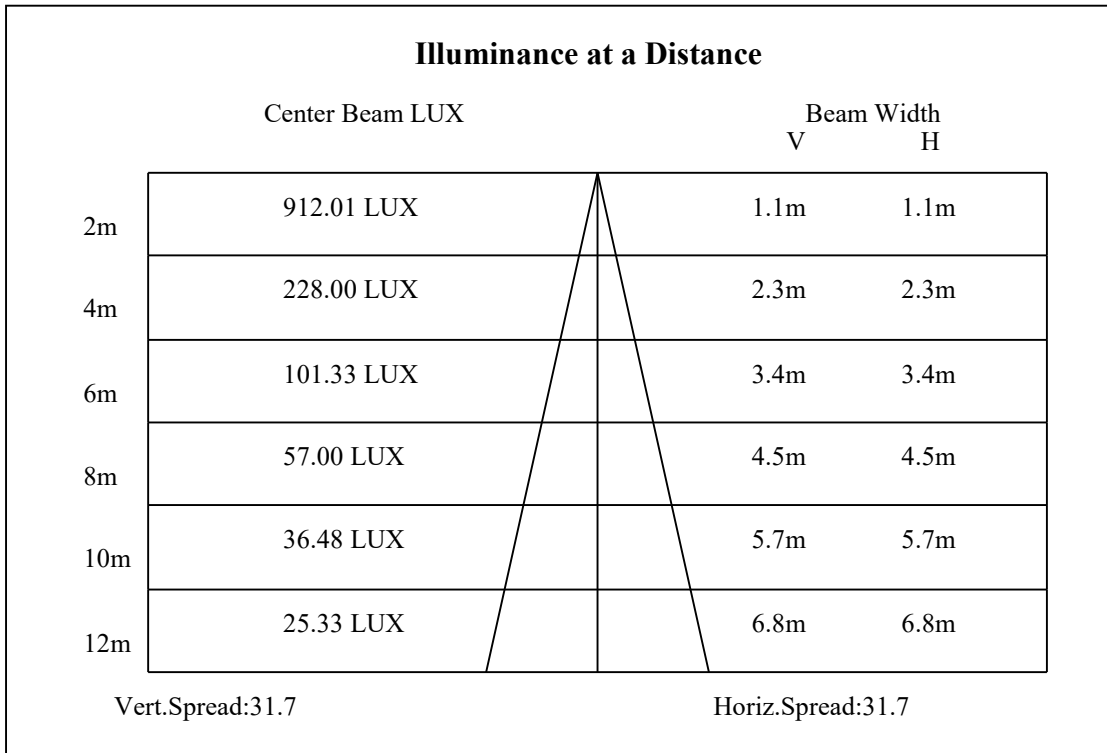 Illuminance at a Distance
Center Beam LUX Beam Width
V H
2m 912.01 LUX 1.1m 1.1m
4m 228.00 LUX 2.3m 2.3m
6m 101.33 LUX 3.4m 3.4m
8m 57.00 LUX 4.5m 4.5m
10m 36.48 LUX 5.7m 5.7m
12m 25.33 LUX 6.8m 6.8m
Vert.Spread:31.7 Horiz.Spread:31.7